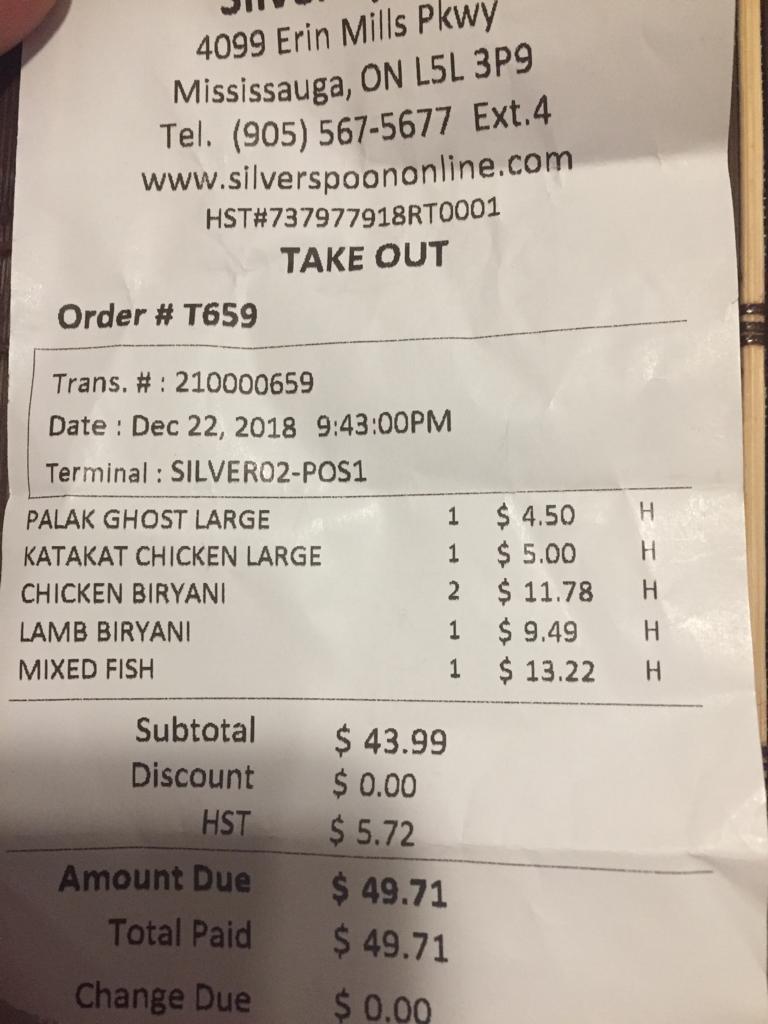 4099 Erin Mills Pkwy
Mississauga, ON L5L 3P9
Tel. (905) 567-5677 Ext.4
www.silverspoononline.com
HST#737977918RT0001
TAKE OUT
Order # T659
Trans. # : 210000659
Date : Dec 22, 2018 9:43:00PM
Terminal : SILVER02-POS1
PALAK GHOST LARGE 1 $ 4.50 H
KATAKAT CHICKEN LARGE 1 $ 5.00 H
CHICKEN BIRYANI 2 $ 11.78 H
LAMB BIRYANI 1 $ 9.49 H
MIXED FISH 1 $ 13.22 H
Subtotal $ 43.99
Discount $ 0.00
HST $ 5.72
Amount Due $ 49.71
Total Paid $ 49.71
Change Due $ 0.00